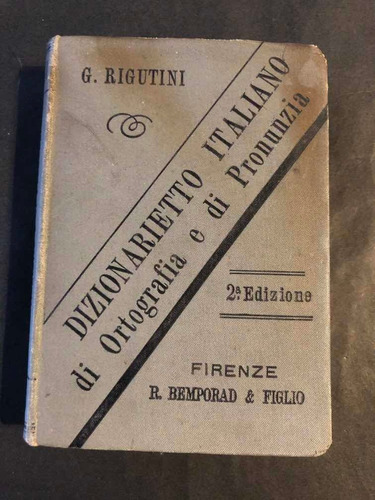 G. RIGUTINI
DIZIONARIETTO ITALIANO
di Ortografia e di Pronunzia
2ª Edizione
FIRENZE
R. BEMPORAD & FIGLIO